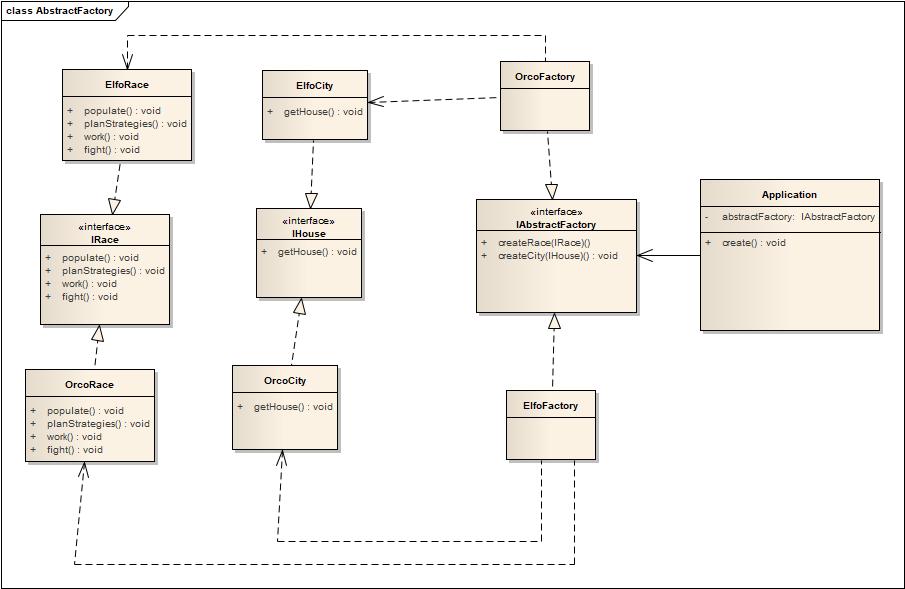 class AbstractFactory
ElfoRace
+ populate() : void
+ planStrategies() : void
+ work() : void
+ fight() : void
ElfoCity
+ getHouse() : void
OrcoFactory
«interface»
IRace
+ populate() : void
+ planStrategies() : void
+ work() : void
+ fight() : void
«interface»
IHouse
+ getHouse() : void
«interface»
IAbstractFactory
+ createRace(IRace)()
+ createCity(IHouse)() : void
Application
- abstractFactory: IAbstractFactory
+ create() : void
OrcoRace
+ populate() : void
+ planStrategies() : void
+ work() : void
+ fight() : void
OrcoCity
+ getHouse() : void
ElfoFactory